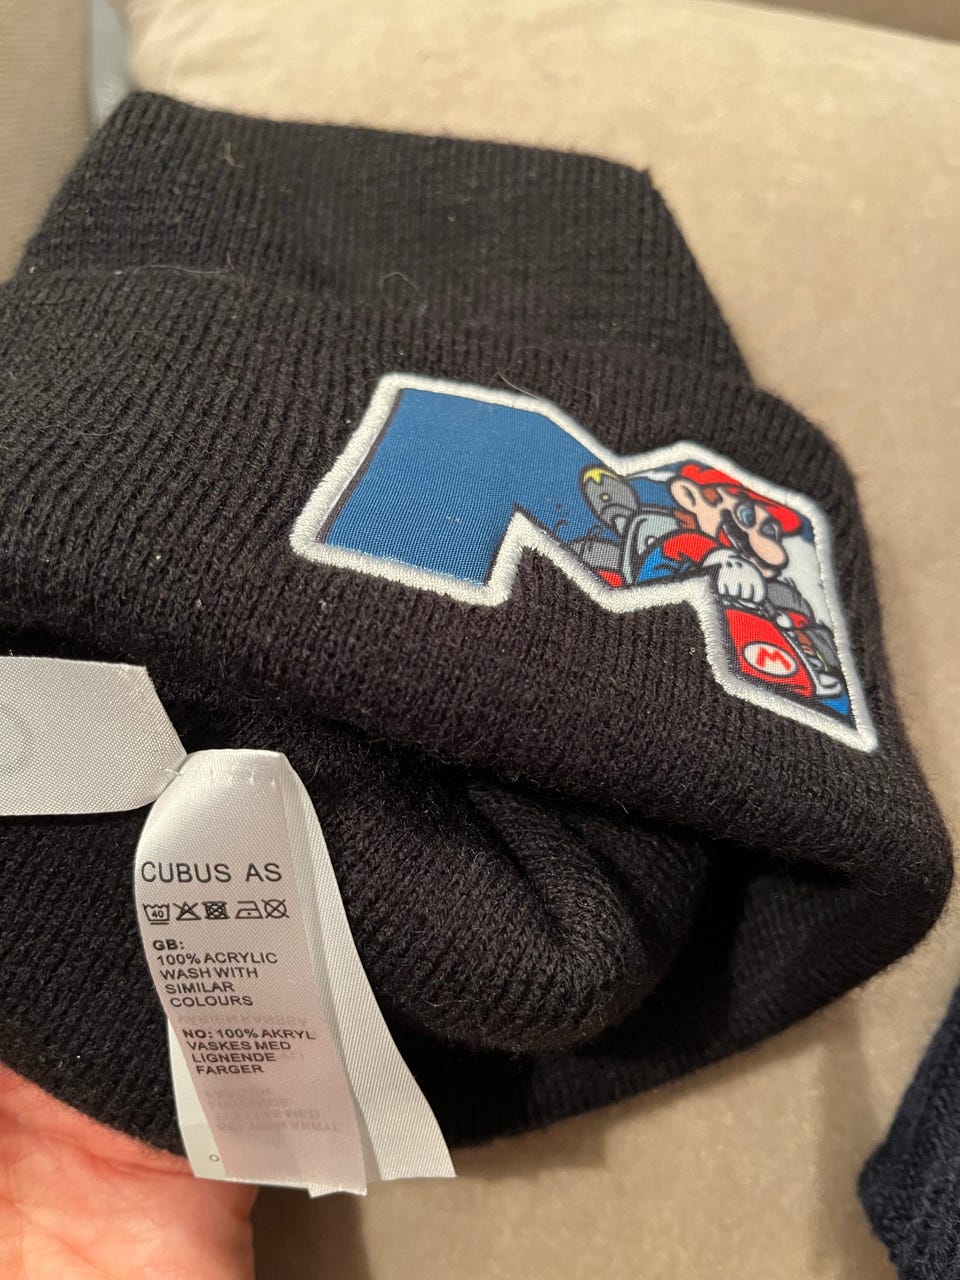 M
CUBUS AS
40
GB:
100% ACRYLIC
WASH WITH
SIMILAR
COLOURS
NO: 100% AKRYL
VASKES MED
LIGNENDE
FARGER